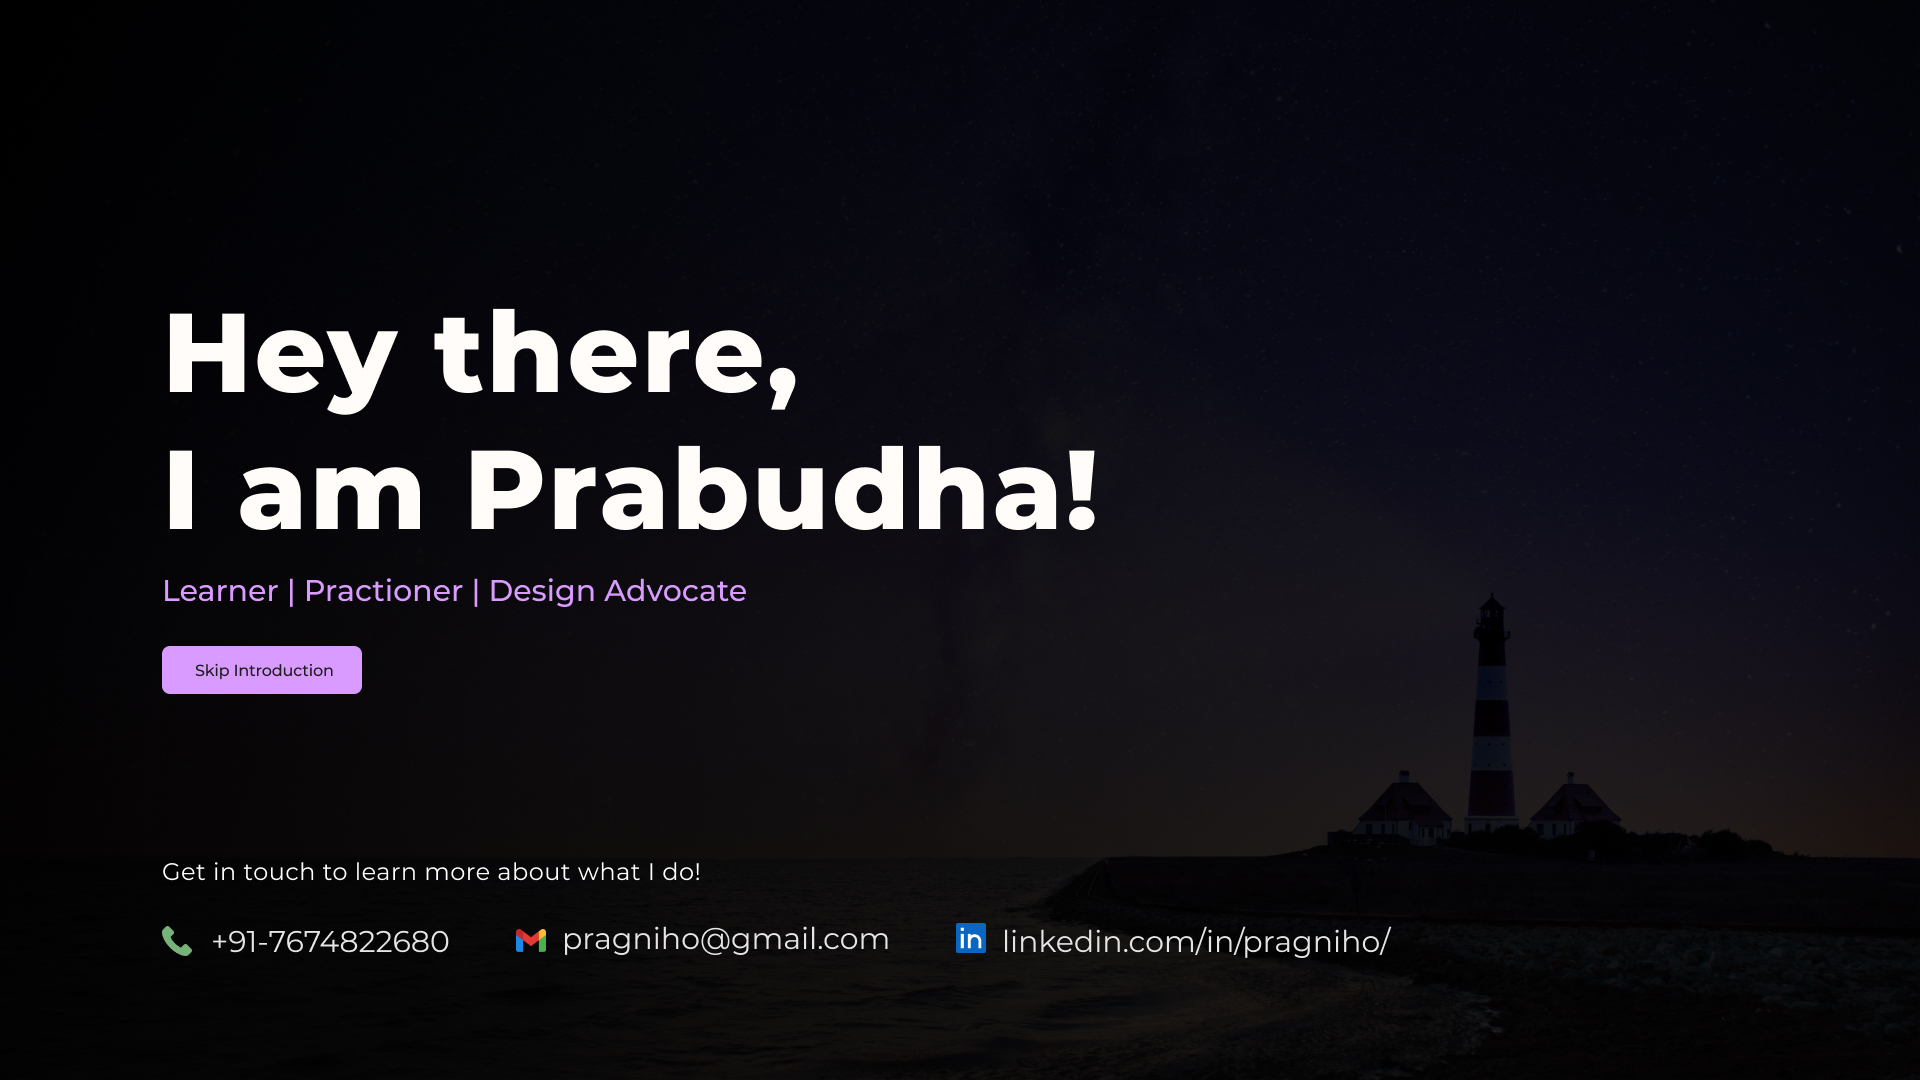 Hey there,
I am Prabudha!
Learner | Practioner | Design Advocate
Skip Introduction
Get in touch to learn more about what I do!
+91-7674822680
pragniho@gmail.com
linkedin.com/in/pragniho/